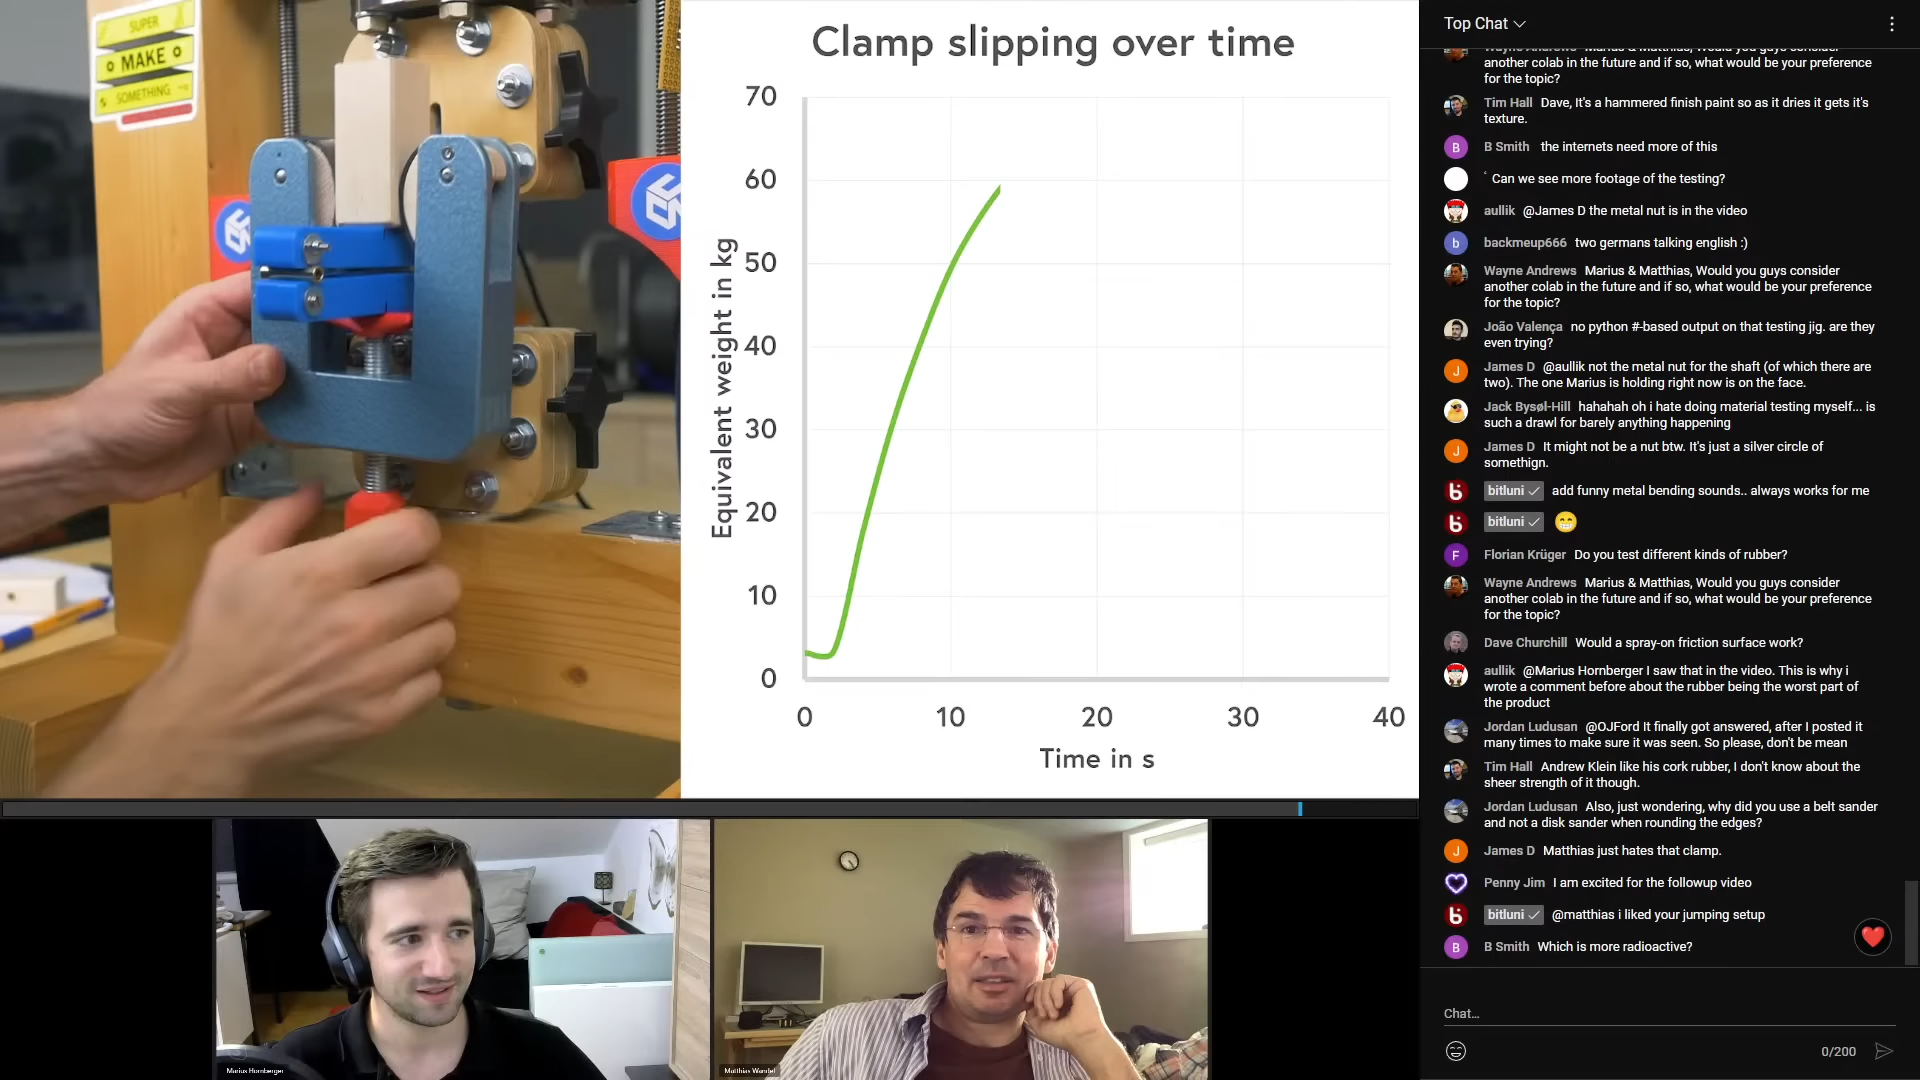 SUPER
MAKE
SOMETHING
Clamp slipping over time
70
60
50
40
30
20
10
0
Equivalent weight in kg
0 10 20 30 40
Time in s
Marius Hornberger
Matthias Wandel
Top Chat
Wayne Andrews Marius & Matthias, Would you guys consider
another colab in the future and if so, what would be your preference
for the topic?
Tim Hall Dave, It's a hammered finish paint so as it dries it gets it's
texture.
B Smith the internets need more of this
Can we see more footage of the testing?
aullik @James D the metal nut is in the video
backmeup666 two germans talking english :)
Wayne Andrews Marius & Matthias, Would you guys consider
another colab in the future and if so, what would be your preference
for the topic?
João Valença no python #-based output on that testing jig. are they
even trying?
James D @aullik not the metal nut for the shaft (of which there are
two). The one Marius is holding right now is on the face.
Jack Bysøl-Hill hahahah oh i hate doing material testing myself... is
such a drawl for barely anything happening
James D It might not be a nut btw. It's just a silver circle of
somethign.
bitluni add funny metal bending sounds.. always works for me
bitluni 😁
Florian Krüger Do you test different kinds of rubber?
Wayne Andrews Marius & Matthias, Would you guys consider
another colab in the future and if so, what would be your preference
for the topic?
Dave Churchill Would a spray-on friction surface work?
aullik @Marius Hornberger I saw that in the video. This is why i
wrote a comment before about the rubber being the worst part of
the product
Jordan Ludusan @OJFord It finally got answered, after I posted it
many times to make sure it was seen. So please, don't be mean
Tim Hall Andrew Klein like his cork rubber, I don't know about the
sheer strength of it though.
Jordan Ludusan Also, just wondering, why did you use a belt sander
and not a disk sander when rounding the edges?
James D Matthias just hates that clamp.
Penny Jim I am excited for the followup video
bitluni @matthias i liked your jumping setup
B Smith Which is more radioactive?
Chat...
0/200